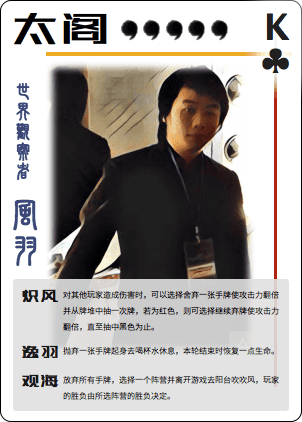 太阁
K
世界觀察者
風羽
炽风 对其他玩家造成伤害时，可以选择舍弃一张手牌使攻击力翻倍
并从牌堆中抽一次牌，若为红色，则可选择继续弃牌使攻击力
翻倍，直至抽中黑色为止。
逸羽 抛弃一张手牌起身去喝杯水休息，本轮结束时恢复一点生命。
观海 放弃所有手牌，选择一个阵营并离开游戏去阳台吹吹风，玩家
的胜负由所选阵营的胜负决定。